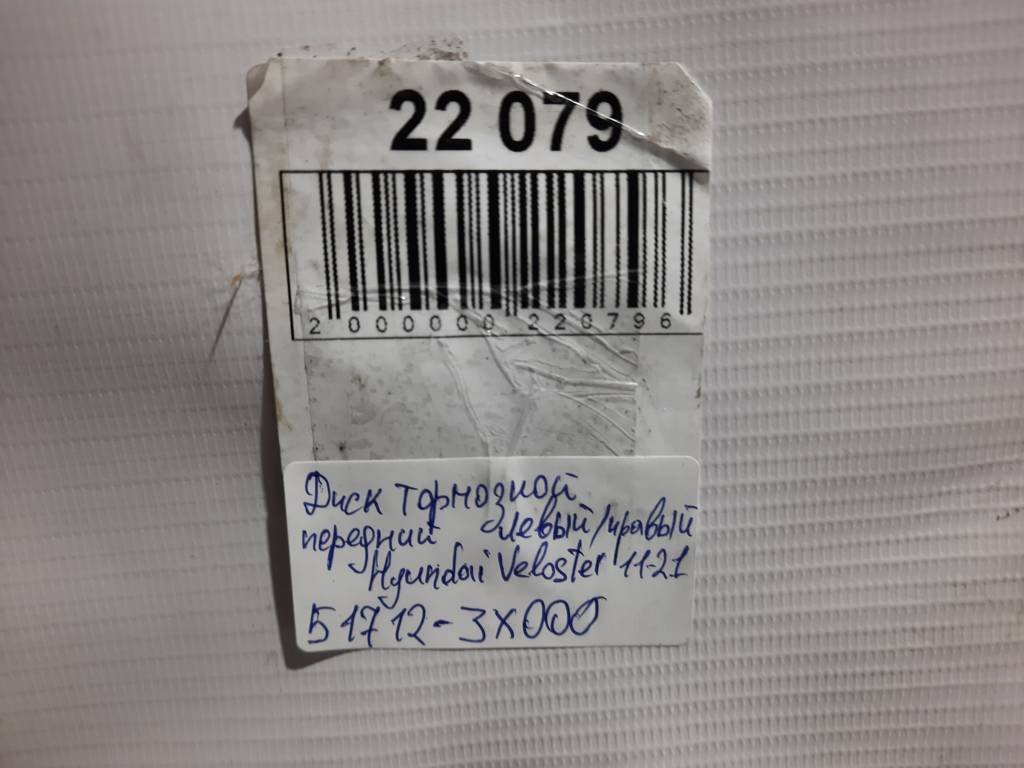 22 079
2 000000 220796
Диск тормозной
передний левый/правый
Hyundai Veloster 11-21
51712-3X000